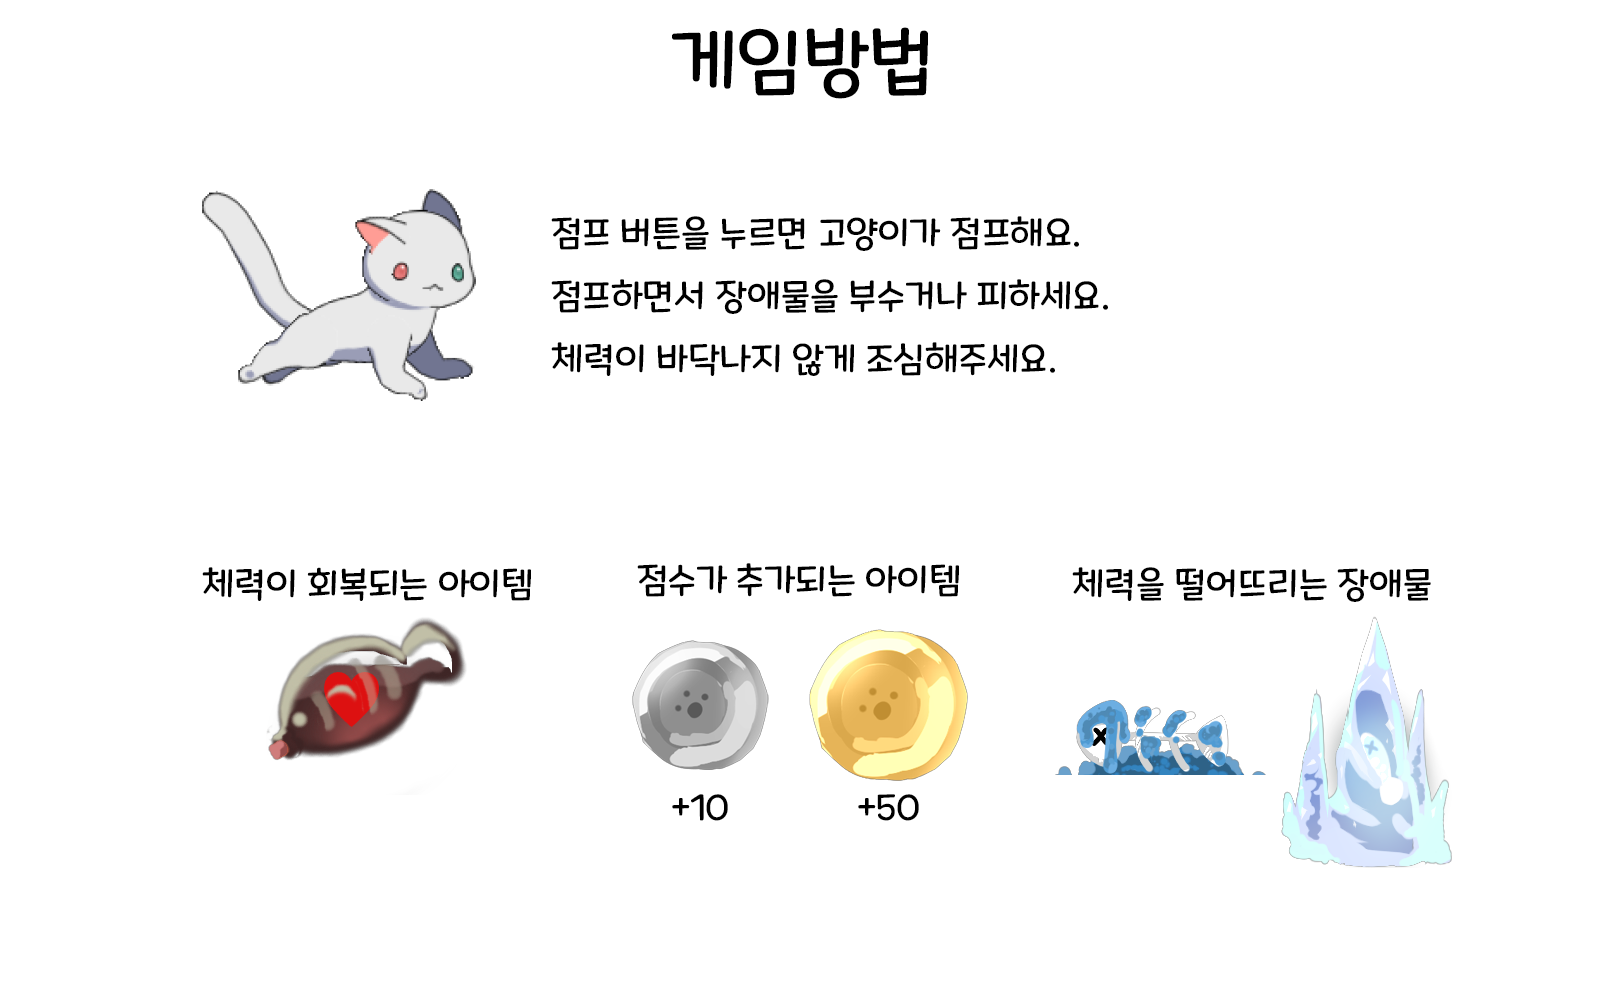 게임방법
점프 버튼을 누르면 고양이가 점프해요.
점프하면서 장애물을 부수거나 피하세요.
체력이 바닥나지 않게 조심해주세요.
체력이 회복되는 아이템
점수가 추가되는 아이템
체력을 떨어뜨리는 장애물
+10
+50